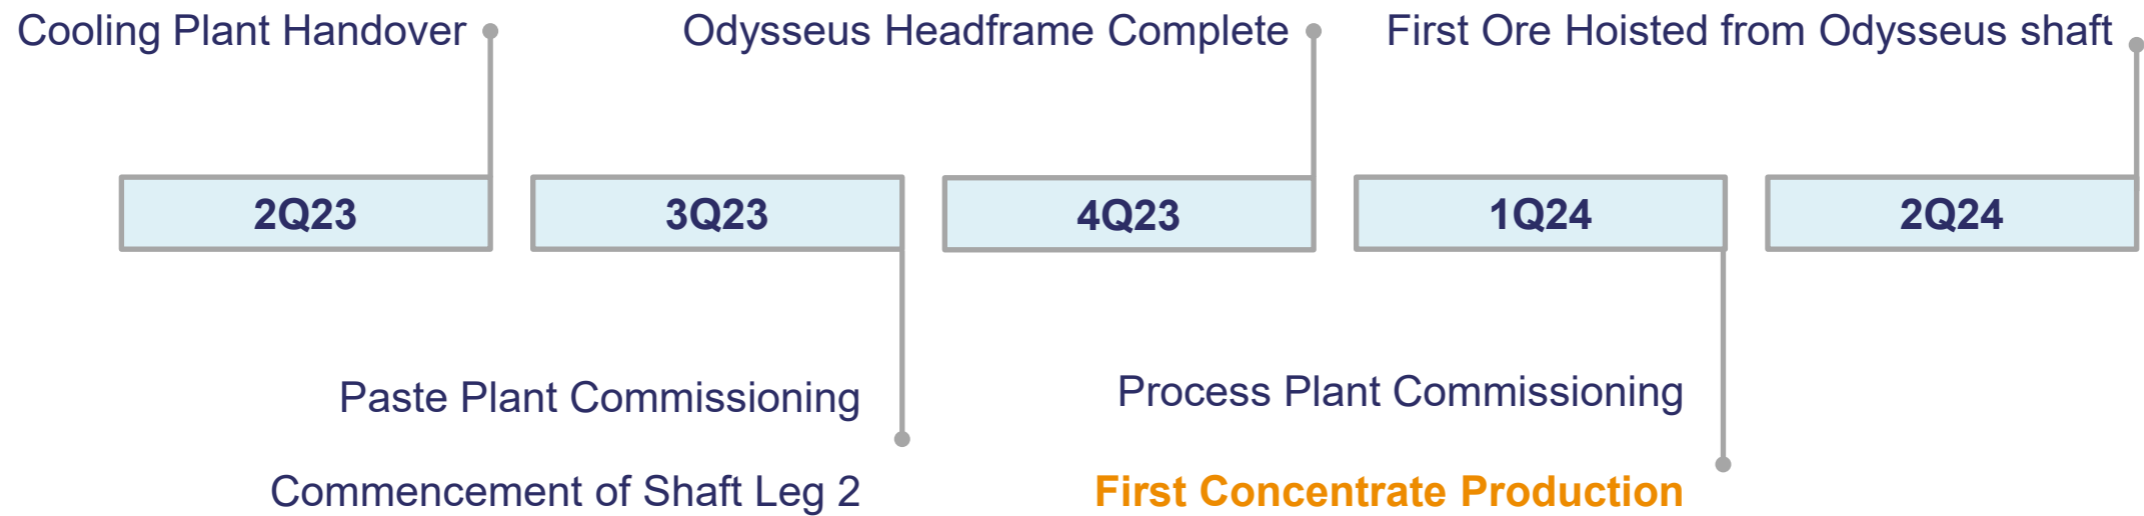 Cooling Plant Handover
Odysseus Headframe Complete
First Ore Hoisted from Odysseus shaft
2Q23
3Q23
4Q23
1Q24
2Q24
Paste Plant Commissioning
Process Plant Commissioning
Commencement of Shaft Leg 2
First Concentrate Production